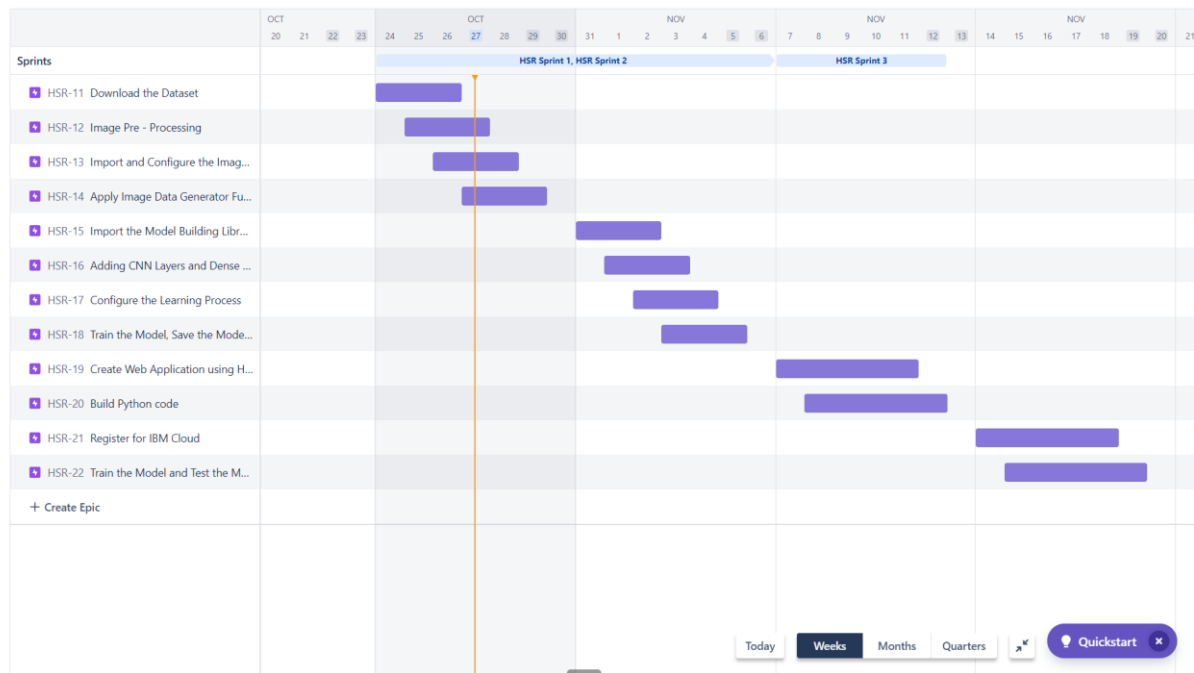 OCT OCT NOV NOV NOV
20 21 22 23 24 25 26 27 28 29 30 31 1 2 3 4 5 6 7 8 9 10 11 12 13 14 15 16 17 18 19 20 21
Sprints HSR Sprint 1, HSR Sprint 2 HSR Sprint 3
HSR-11 Download the Dataset
HSR-12 Image Pre - Processing
HSR-13 Import and Configure the Imag...
HSR-14 Apply Image Data Generator Fu...
HSR-15 Import the Model Building Libr...
HSR-16 Adding CNN Layers and Dense ...
HSR-17 Configure the Learning Process
HSR-18 Train the Model, Save the Mode...
HSR-19 Create Web Application using H...
HSR-20 Build Python code
HSR-21 Register for IBM Cloud
HSR-22 Train the Model and Test the M...
+ Create Epic
Today Weeks Months Quarters Quickstart